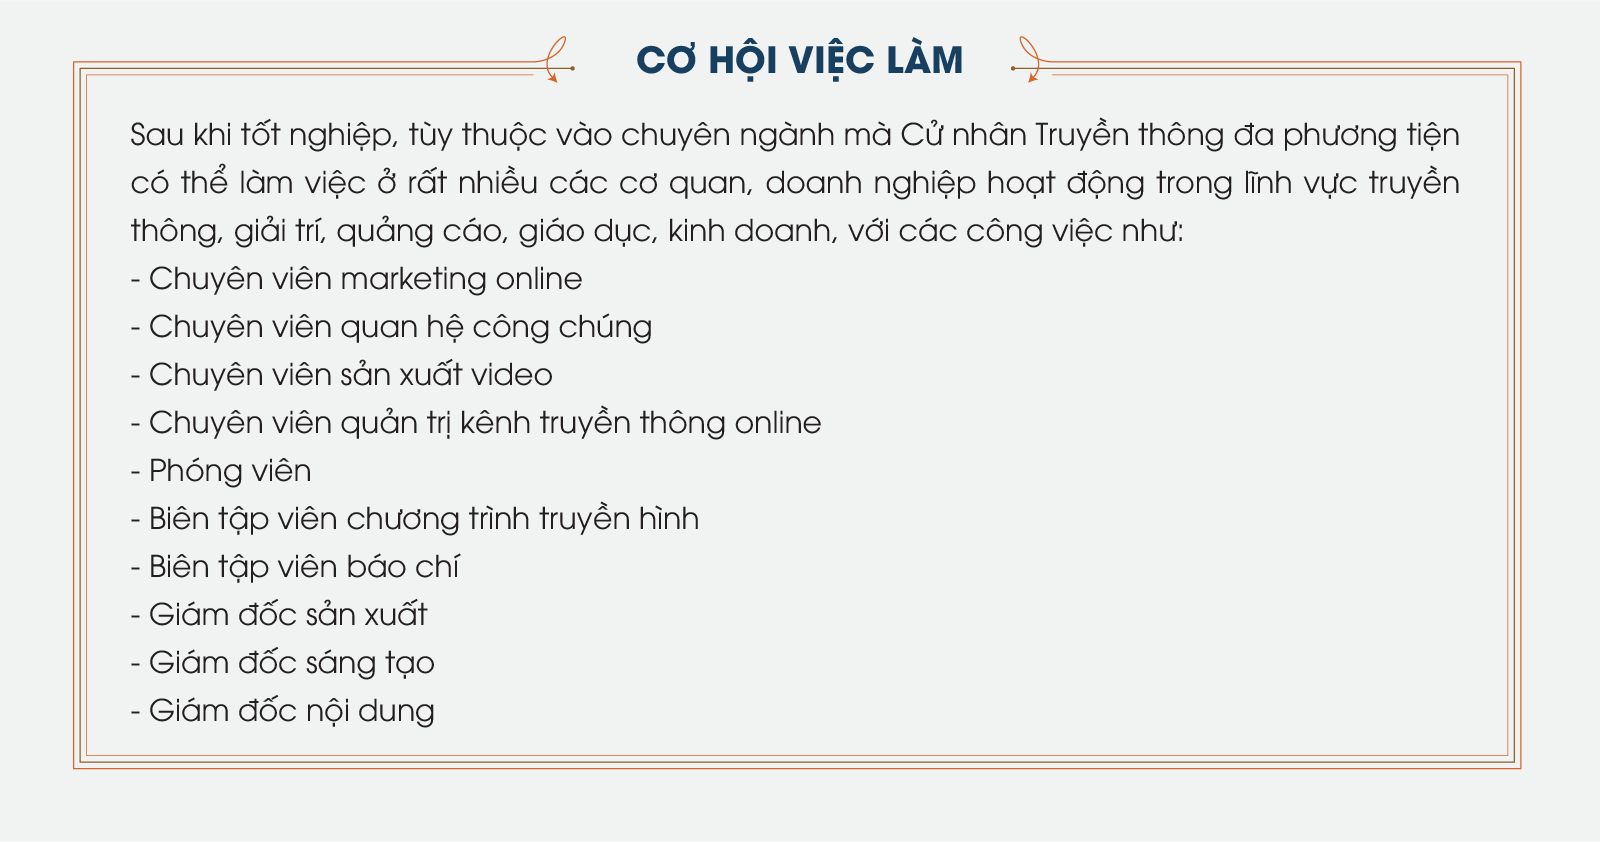 CƠ HỘI VIỆC LÀM
Sau khi tốt nghiệp, tùy thuộc vào chuyên ngành mà Cử nhân Truyền thông đa phương tiện
có thể làm việc ở rất nhiều các cơ quan, doanh nghiệp hoạt động trong lĩnh vực truyền
thông, giải trí, quảng cáo, giáo dục, kinh doanh, với các công việc như:
- Chuyên viên marketing online
- Chuyên viên quan hệ công chúng
- Chuyên viên sản xuất video
- Chuyên viên quản trị kênh truyền thông online
- Phóng viên
- Biên tập viên chương trình truyền hình
- Biên tập viên báo chí
- Giám đốc sản xuất
- Giám đốc sáng tạo
- Giám đốc nội dung